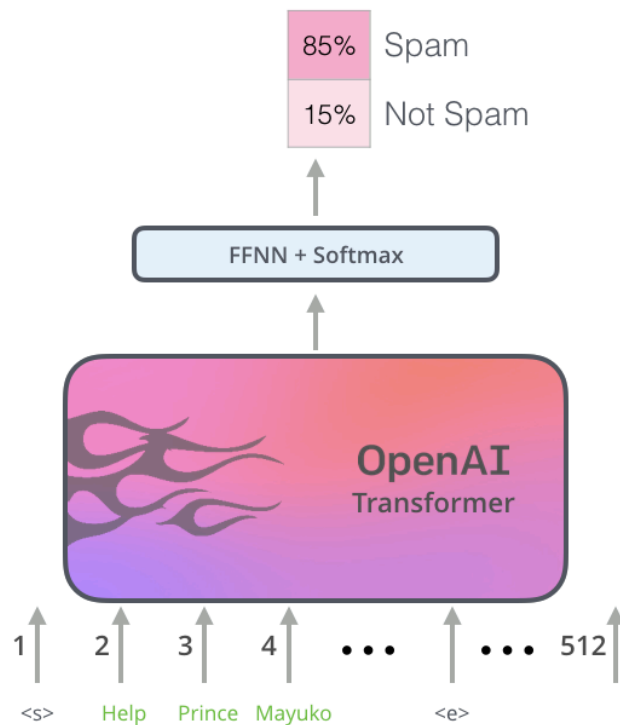 85% Spam
15% Not Spam
FFNN + Softmax
OpenAI
Transformer
1 2 3 4 ••• ••• 512
<s> Help Prince Mayuko <e>